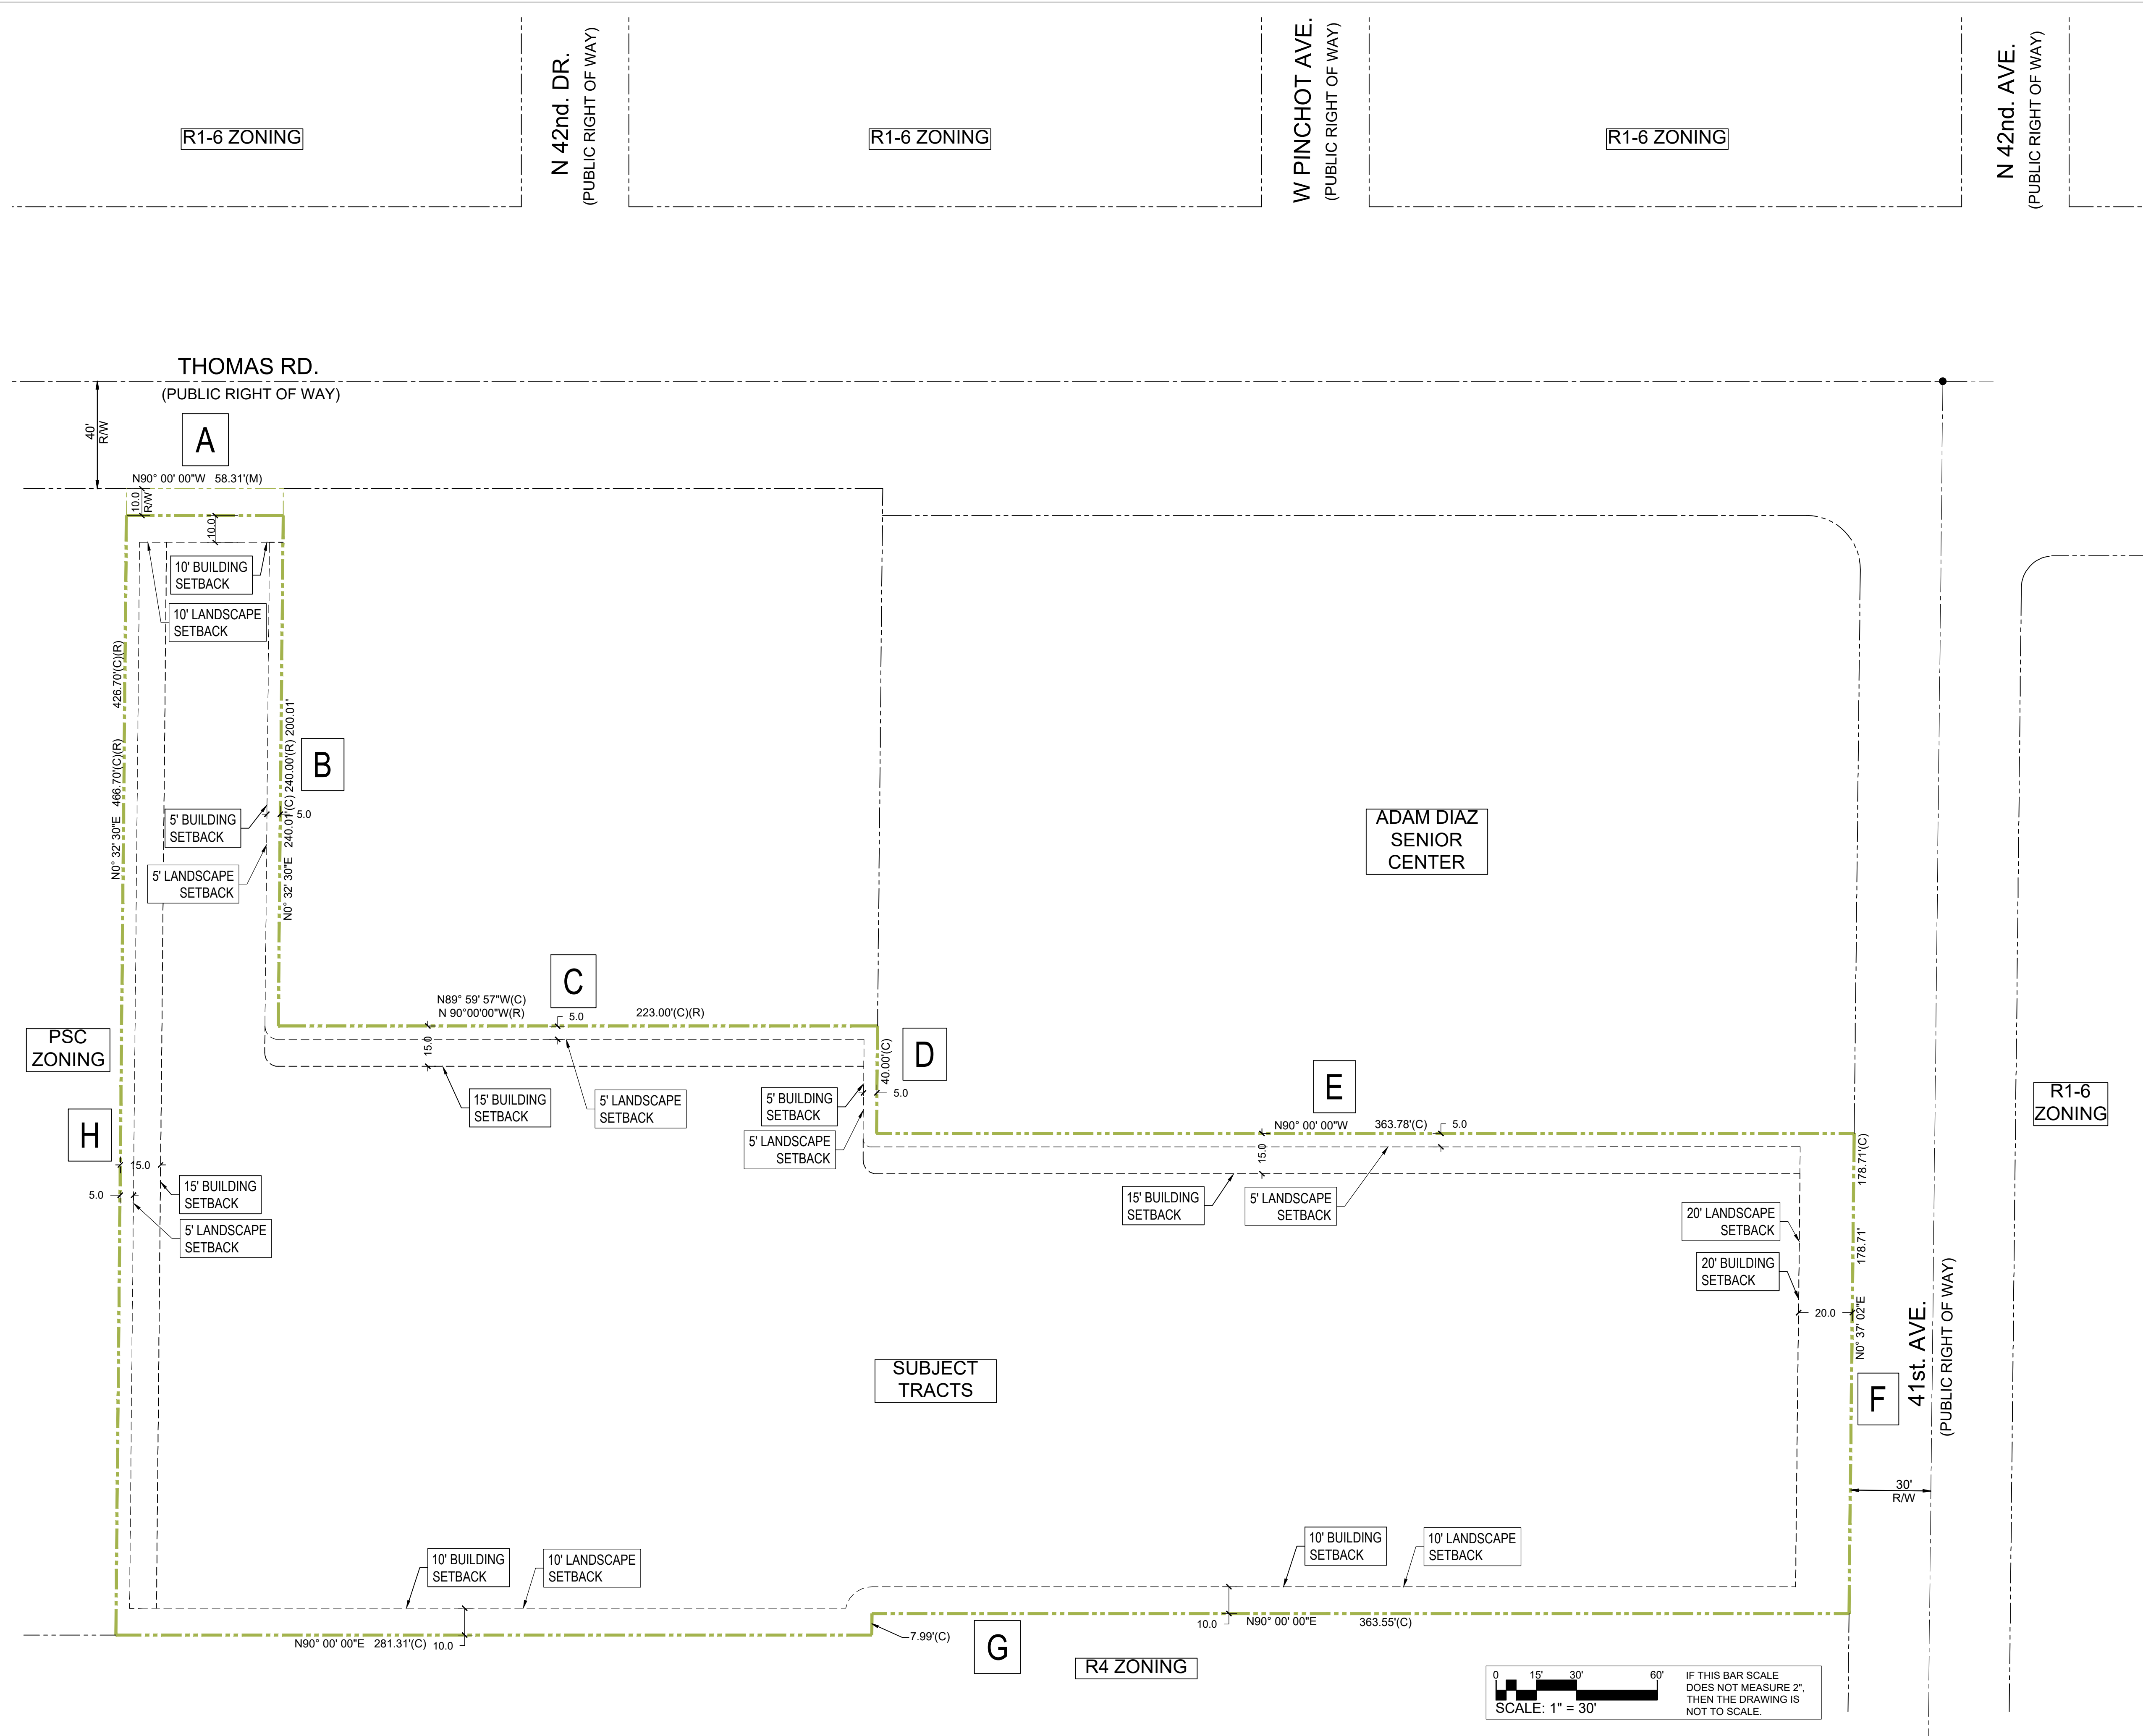 N 42nd. DR.
(PUBLIC RIGHT OF WAY)
W PINCHOT AVE.
(PUBLIC RIGHT OF WAY)
N 42nd. AVE.
(PUBLIC RIGHT OF WAY)
R1-6 ZONING
R1-6 ZONING
R1-6 ZONING
THOMAS RD.
(PUBLIC RIGHT OF WAY)
40'
R/W
A
N90° 00' 00"W 58.31'(M)
10.0
R/W
10.0
10' BUILDING
SETBACK
10' LANDSCAPE
SETBACK
N0° 32' 30"E 466.70'(C)(R) 426.70'(C)(R)
N0° 32' 30"E 240.01'(C) 240.00'(R) 200.01'
B
5.0
5' BUILDING
SETBACK
5' LANDSCAPE
SETBACK
ADAM DIAZ
SENIOR
CENTER
C
N89° 59' 57"W(C)
N 90°00'00"W(R)
5.0
223.00'(C)(R)
15.0
15' BUILDING
SETBACK
5' LANDSCAPE
SETBACK
PSC
ZONING
D
40.00'(C)
5.0
5' BUILDING
SETBACK
5' LANDSCAPE
SETBACK
E
N90° 00' 00"W 363.78'(C)
5.0
15.0
15' BUILDING
SETBACK
5' LANDSCAPE
SETBACK
R1-6
ZONING
H
15.0
5.0
15' BUILDING
SETBACK
5' LANDSCAPE
SETBACK
20' LANDSCAPE
SETBACK
20' BUILDING
SETBACK
20.0
N0° 37' 02"E 178.71' 178.71'(C)
F
41st. AVE.
(PUBLIC RIGHT OF WAY)
SUBJECT
TRACTS
30'
R/W
10' BUILDING
SETBACK
10' LANDSCAPE
SETBACK
10' BUILDING
SETBACK
10' LANDSCAPE
SETBACK
N90° 00' 00"E 281.31'(C)
10.0
7.99'(C)
G
10.0
N90° 00' 00"E 363.55'(C)
R4 ZONING
0 15' 30' 60'
SCALE: 1" = 30'
IF THIS BAR SCALE
DOES NOT MEASURE 2",
THEN THE DRAWING IS
NOT TO SCALE.